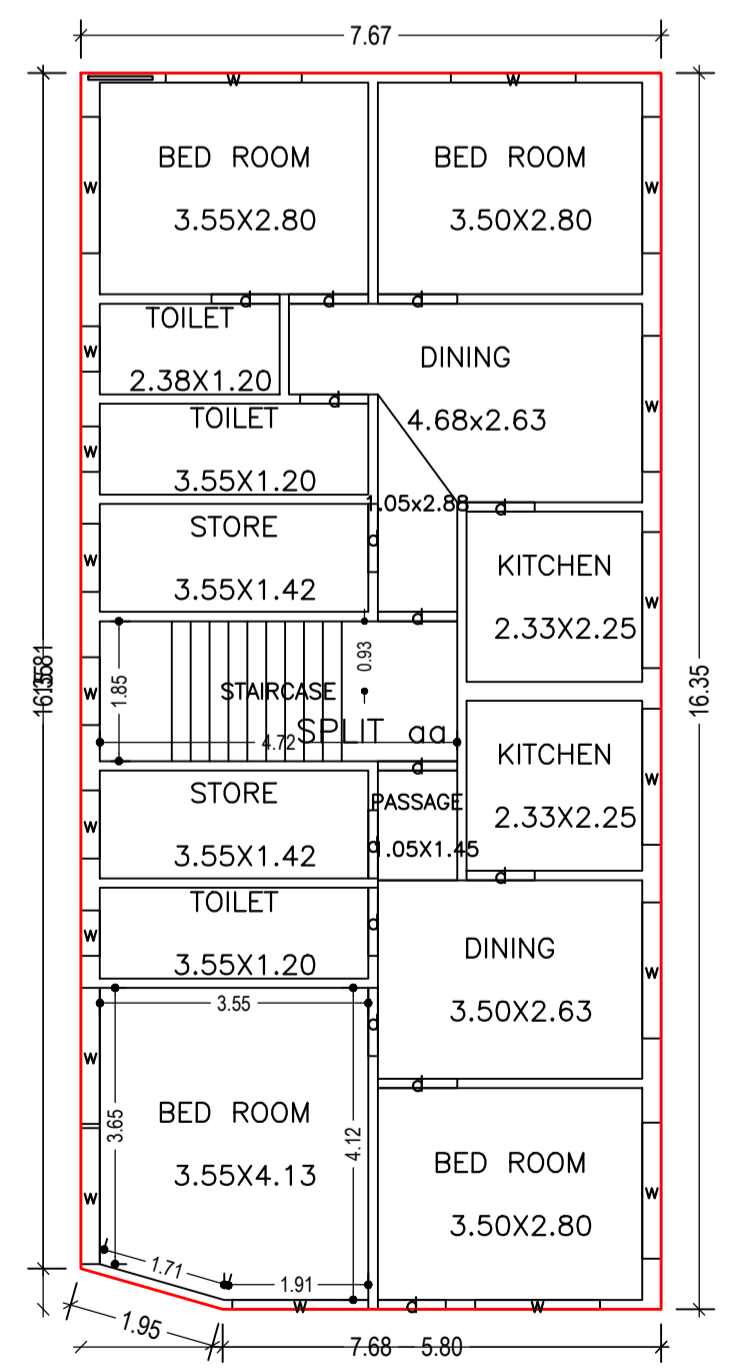 7.67
W
W
BED ROOM
3.55X2.80
BED ROOM
3.50X2.80
W
W
d
d
d
TOILET
2.38X1.20
W
DINING
4.68x2.63
W
d
TOILET
3.55X1.20
W
1.05x2.88
d
STORE
3.55X1.42
W
d
KITCHEN
2.33X2.25
W
d
0.93
1.85
STAIRCASE
W
SPLIT aa
4.72
16.35
KITCHEN
2.33X2.25
W
d
STORE
3.55X1.42
W
PASSAGE
1.05X1.45
d
d
TOILET
3.55X1.20
W
d
DINING
3.50X2.63
W
3.55
d
W
d
BED ROOM
3.55X4.13
3.65
4.12
W
BED ROOM
3.50X2.80
W
1.71
1.91
W
d
W
1.95
7.68
5.80